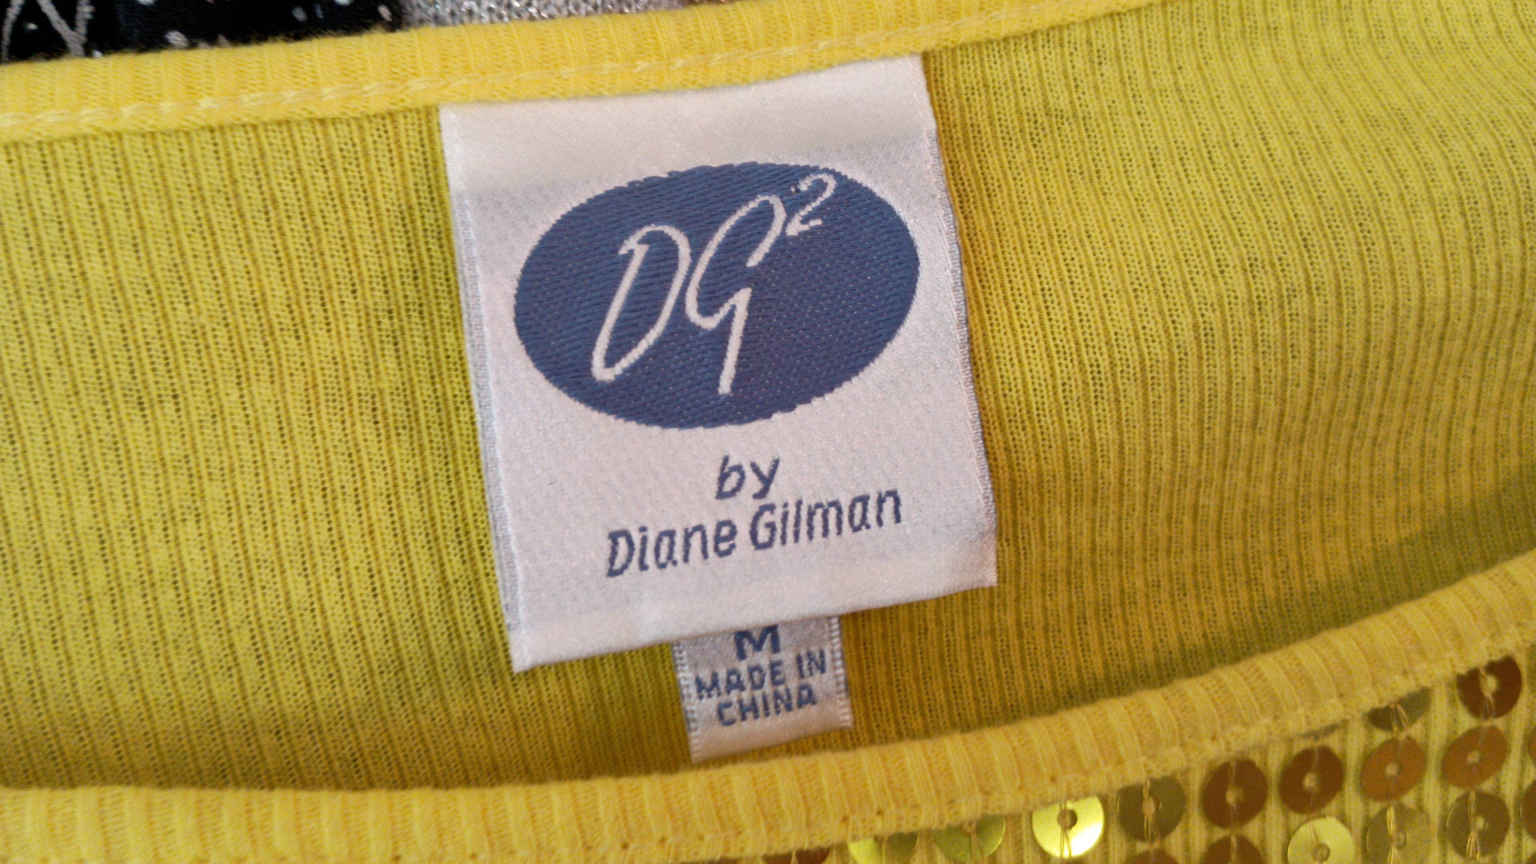 DG²
by
Diane Gilman
M
MADE IN
CHINA